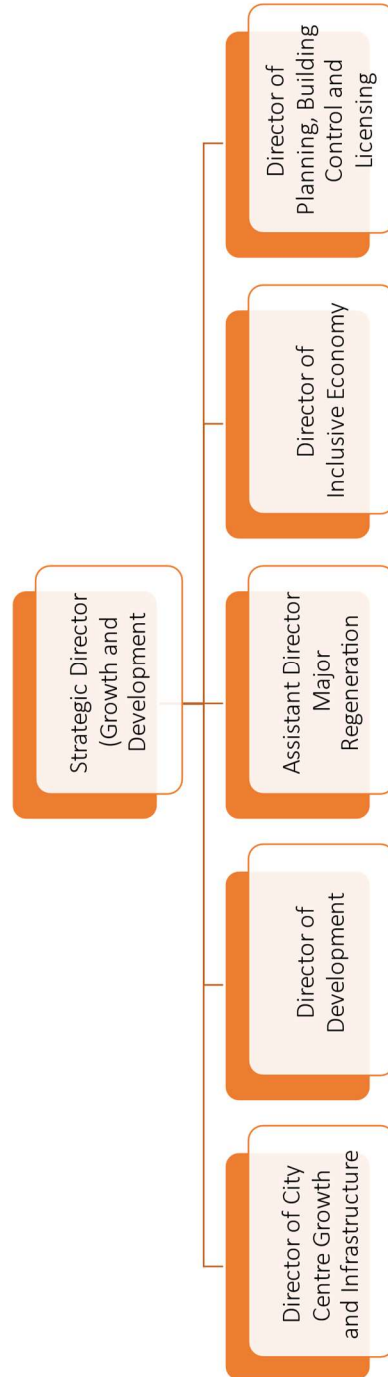 Strategic Director
(Growth and
Development
Director of City
Centre Growth
and Infrastructure
Director of
Development
Assistant Director
Major
Regeneration
Director of
Inclusive Economy
Director of
Planning, Building
Control and
Licensing